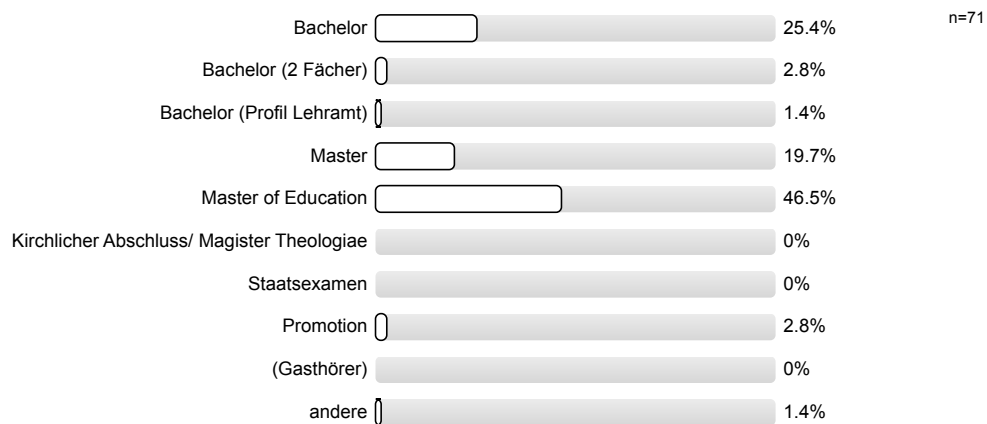 n=71
Bachelor 25.4%
Bachelor (2 Fächer) 2.8%
Bachelor (Profil Lehramt) 1.4%
Master 19.7%
Master of Education 46.5%
Kirchlicher Abschluss/ Magister Theologiae 0%
Staatsexamen 0%
Promotion 2.8%
(Gasthörer) 0%
andere 1.4%